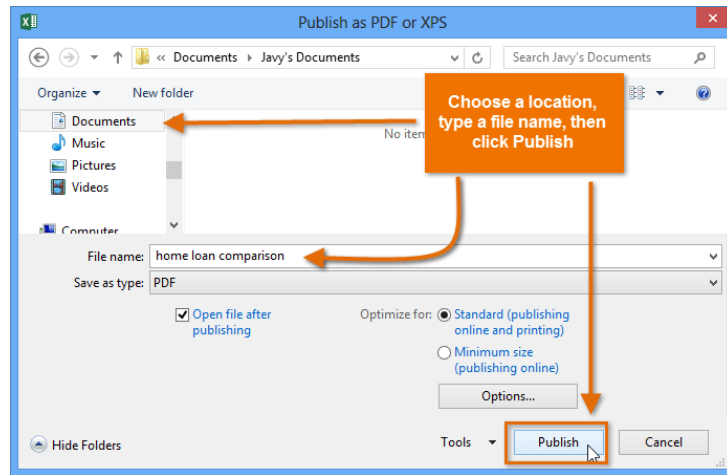 Publish as PDF or XPS
« Documents Javy's Documents
Search Javy's Documents
Organize
New folder
Choose a location,
type a file name, then
click Publish
Documents
Music
Pictures
Videos
Computer
No item
File name: home loan comparison
Save as type: PDF
Open file after
publishing
Optimize for: Standard (publishing
online and printing)
Minimum size
(publishing online)
Options...
Hide Folders
Tools
Publish
Cancel